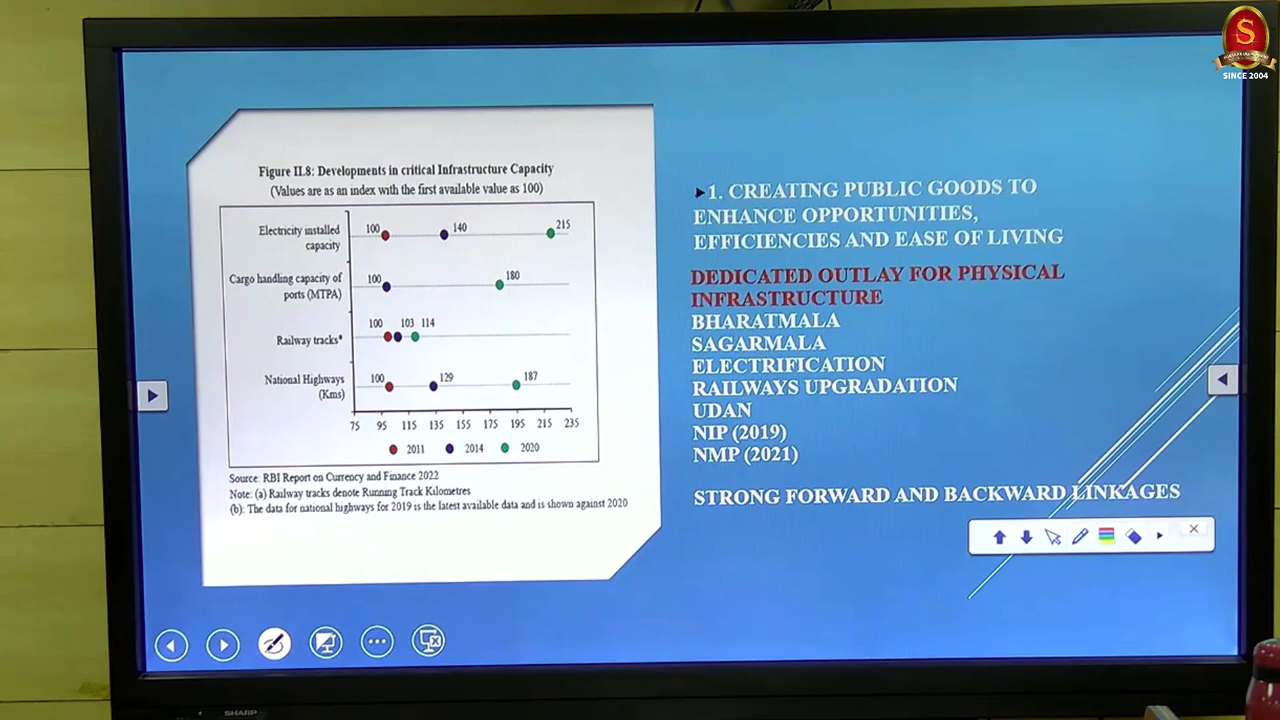 S
SINCE 2004
Figure II.8: Developments in critical Infrastructure Capacity
(Values are as an index with the first available value as 100)
Electricity installed
capacity
100
140
215
Cargo handling capacity of
ports (MTPA)
100
180
Railway tracks*
100
103
114
National Highways
(Kms)
100
129
187
75 95 115 135 155 175 195 215 235
2011 2014 2020
Source: RBI Report on Currency and Finance 2022
Note: (a) Railway tracks denote Running Track Kilometres
(b): The data for national highways for 2019 is the latest available data and is shown against 2020
1. CREATING PUBLIC GOODS TO
ENHANCE OPPORTUNITIES,
EFFICIENCIES AND EASE OF LIVING
DEDICATED OUTLAY FOR PHYSICAL
INFRASTRUCTURE
BHARATMALA
SAGARMALA
ELECTRIFICATION
RAILWAYS UPGRADATION
UDAN
NIP (2019)
NMP (2021)
STRONG FORWARD AND BACKWARD LINKAGES
SHARP